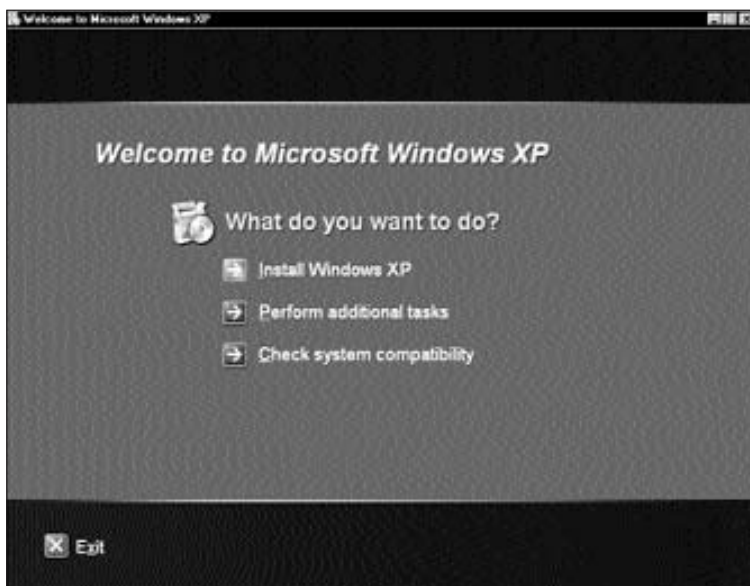 Welcome to Microsoft Windows XP
Welcome to Microsoft Windows XP
What do you want to do?
Install Windows XP
Perform additional tasks
Check system compatibility
Exit